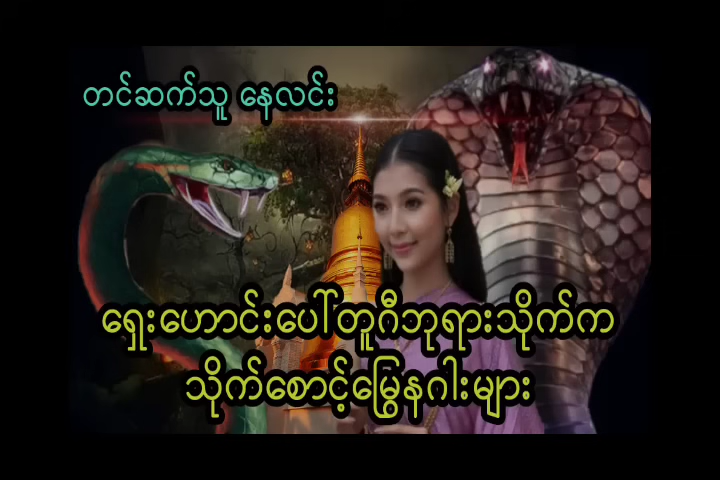 တင်ဆက်သူ နေလင်း
ရှေးဟောင်းပေါ်တူဂီဘုရားသိုက်က
သိုက်စောင့်မြွေနဂါးများ